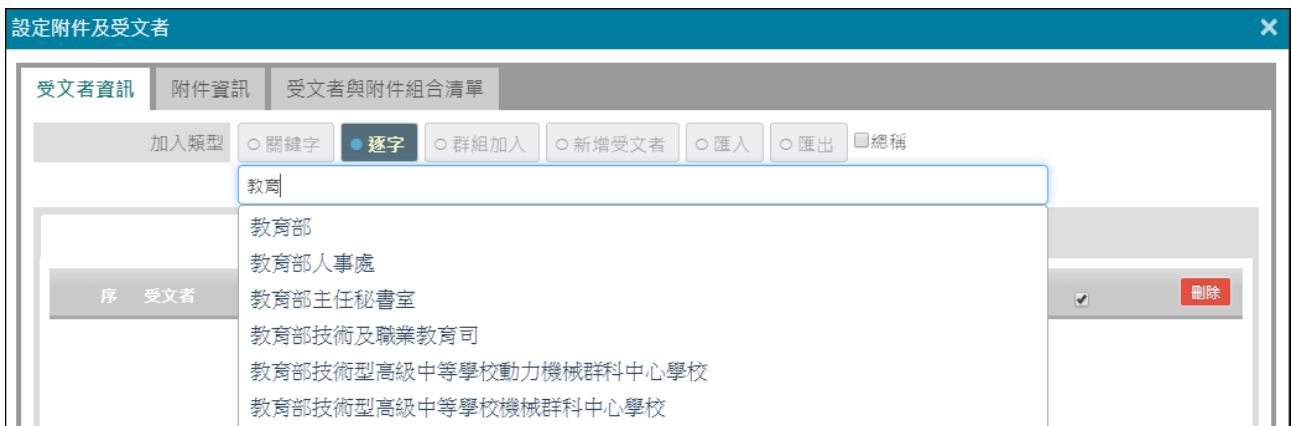 設定附件及受文者
受文者資訊 附件資訊 受文者與附件組合清單
加入類型 關鍵字 逐字 群組加入 新增受文者 匯入 匯出 總稱
教育
教育部
教育部人事處
序 受文者 刪除
教育部主任秘書室
教育部技術及職業教育司
教育部技術型高級中等學校動力機械群科中心學校
教育部技術型高級中等學校機械群科中心學校